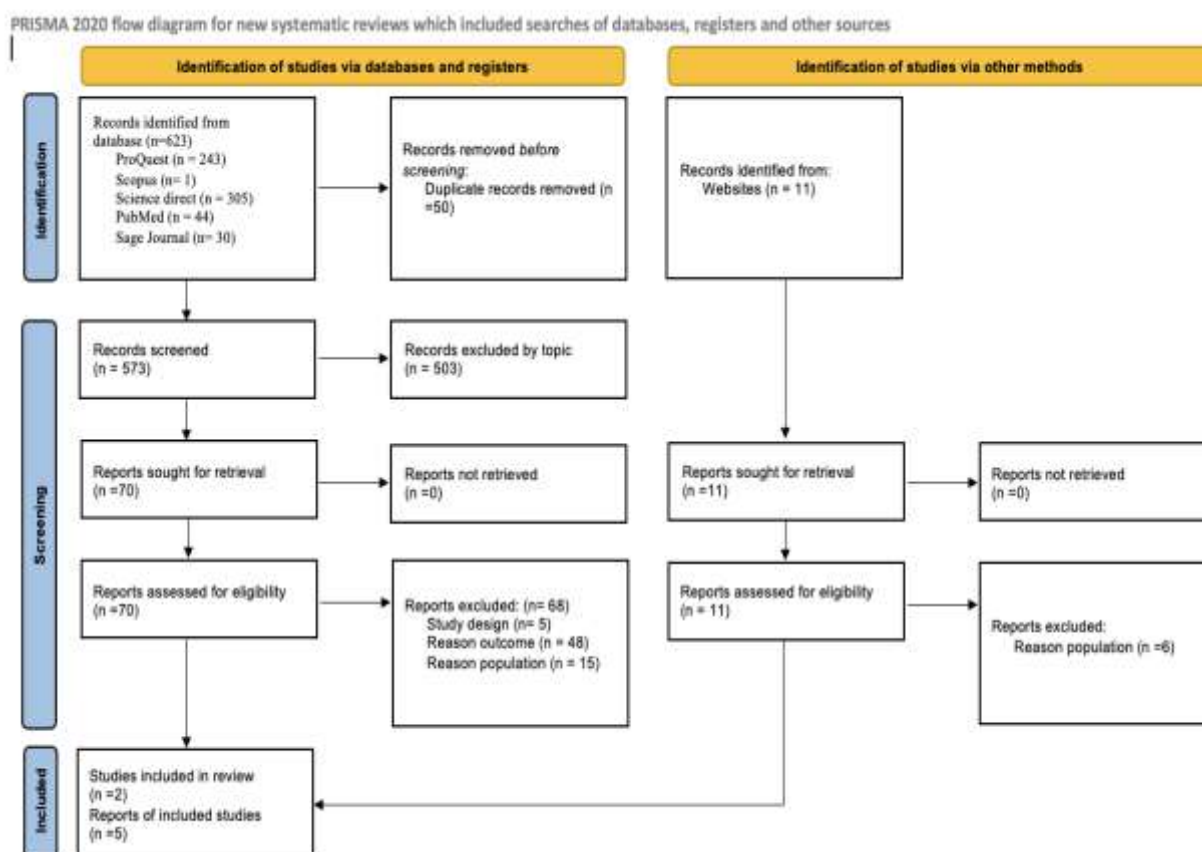 PRISMA 2020 flow diagram for new systematic reviews which included searches of databases, registers and other sources
Identification of studies via databases and registers
Identification of studies via other methods
Identification
Records identified from
database (n=623)
ProQuest (n = 243)
Scopus (n= 1)
Science direct (n = 305)
PubMed (n = 44)
Sage Journal (n= 30)
Records removed before
screening:
Duplicate records removed (n
=50)
Records identified from:
Websites (n = 11)
Screening
Records screened
(n = 573)
Records excluded by topic
(n = 503)
Reports sought for retrieval
(n =70)
Reports not retrieved
(n =0)
Reports sought for retrieval
(n =11)
Reports not retrieved
(n =0)
Reports assessed for eligibility
(n =70)
Reports excluded: (n= 68)
Study design (n= 5)
Reason outcome (n = 48)
Reason population (n = 15)
Reports assessed for eligibility
(n = 11)
Reports excluded:
Reason population (n =6)
Included
Studies included in review
(n =2)
Reports of included studies
(n =5)